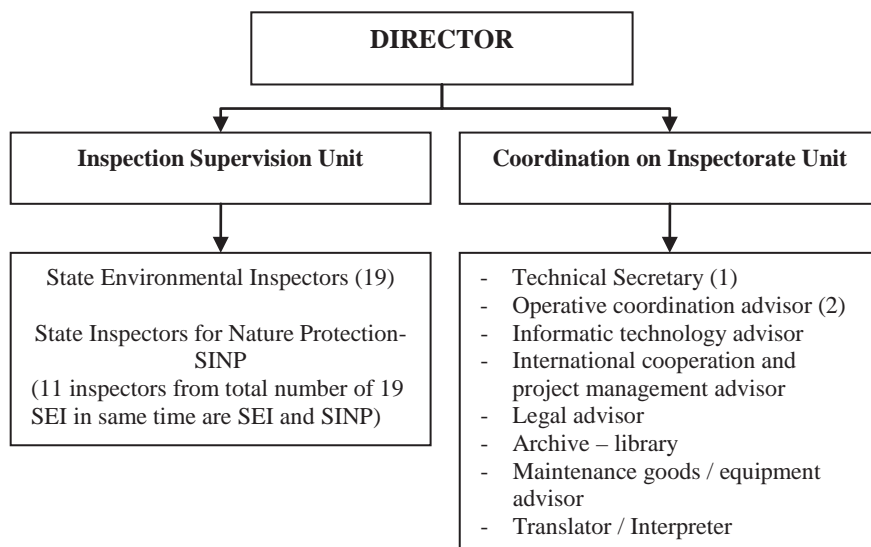 DIRECTOR
Inspection Supervision Unit
Coordination on Inspectorate Unit
State Environmental Inspectors (19)
State Inspectors for Nature Protection-
SINP
(11 inspectors from total number of 19
SEI in same time are SEI and SINP)
- Technical Secretary (1)
- Operative coordination advisor (2)
- Informatic technology advisor
- International cooperation and
project management advisor
- Legal advisor
- Archive – library
- Maintenance goods / equipment
advisor
- Translator / Interpreter